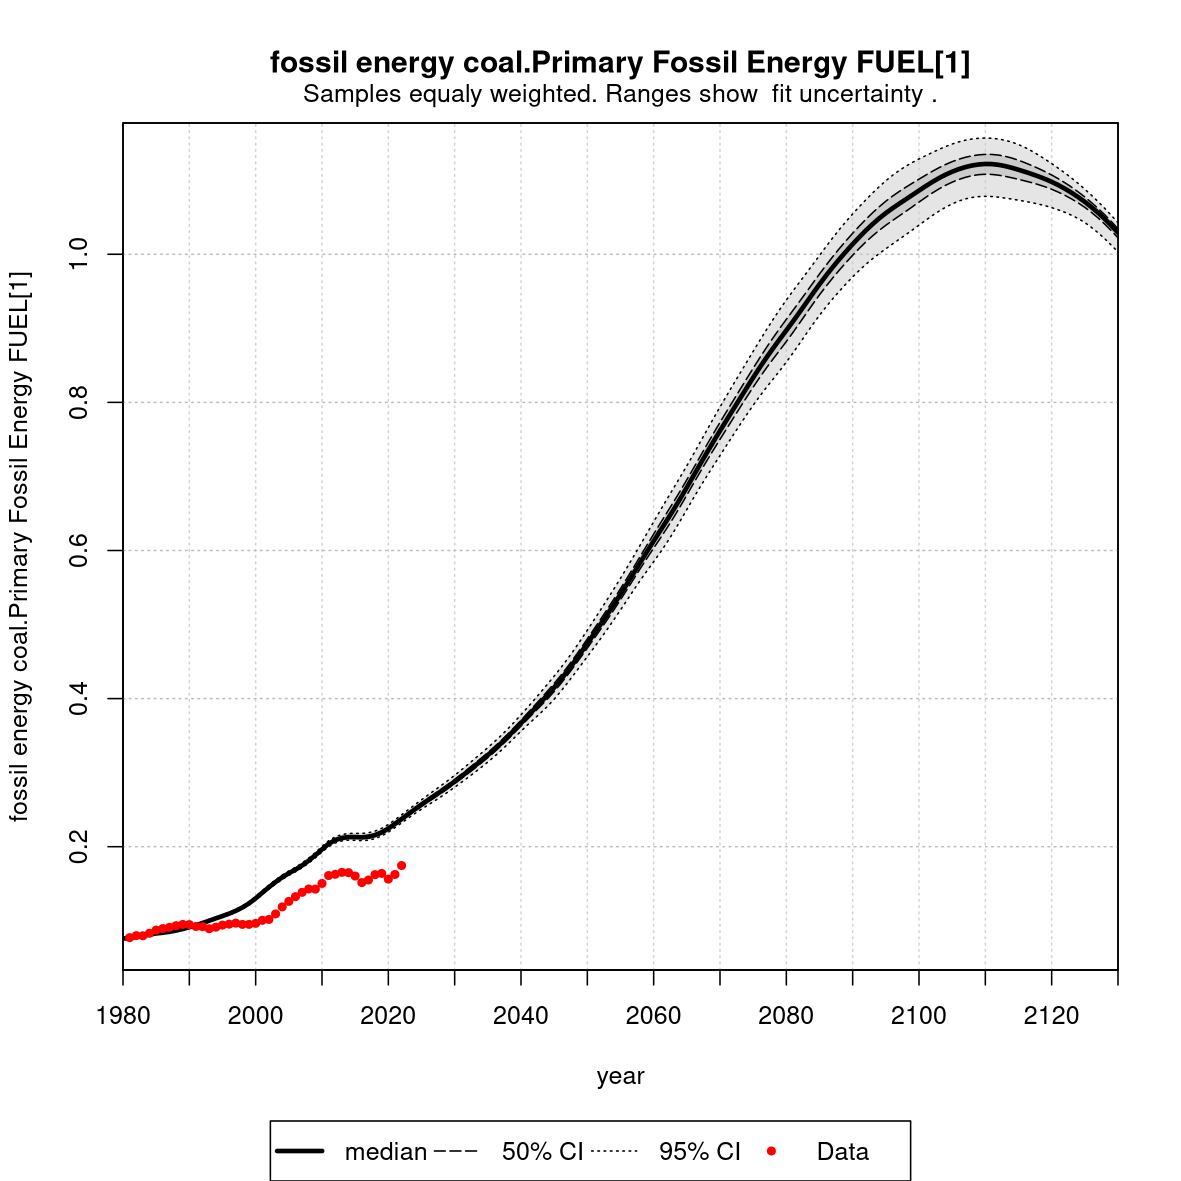 fossil energy coal.Primary Fossil Energy FUEL[1]
Samples equaly weighted. Ranges show  fit uncertainty .
fossil energy coal.Primary Fossil Energy FUEL[1]
1.0
0.8
0.6
0.4
0.2
1980 2000 2020 2040 2060 2080 2100 2120
year
median 50% CI 95% CI Data